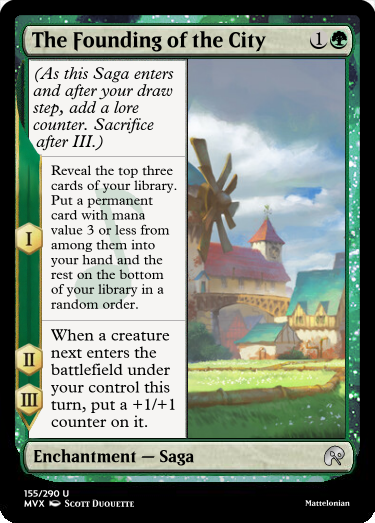 The Founding of the City 1
(As this Saga enters
and after your draw
step, add a lore
counter. Sacrifice
after III.)
I
Reveal the top three
cards of your library.
Put a permanent
card with mana
value 3 or less from
among them into
your hand and the
rest on the bottom
of your library in a
random order.
II
III
When a creature
next enters the
battlefield under
your control this
turn, put a +1/+1
counter on it.
Enchantment — Saga
155/290 U
MVX Scott Duquette
Mattelonian